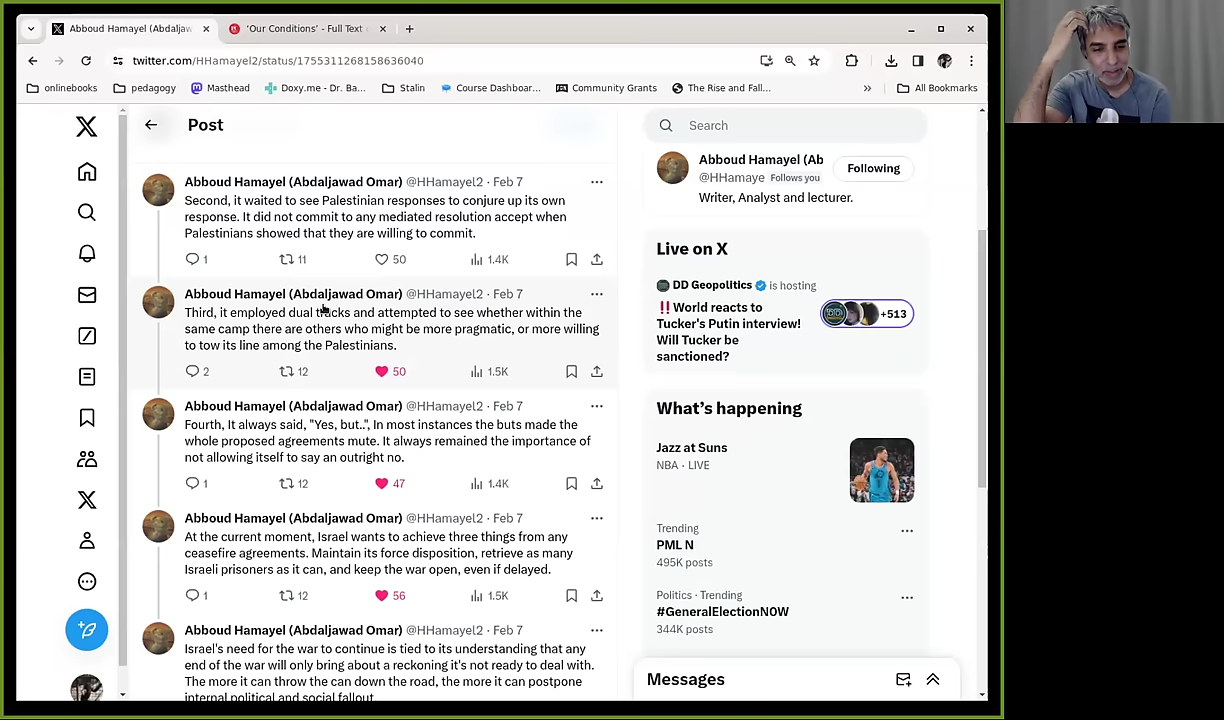 Abboud Hamayel (Abdaljaw
'Our Conditions' - Full Text
twitter.com/HHamayel2/status/1755311268158636040
onlinebooks
pedagogy
Masthead
Doxy.me - Dr. Ba...
Stalin
Course Dashboar...
Community Grants
The Rise and Fall...
»
All Bookmarks
Post
Abboud Hamayel (Abdaljawad Omar) @HHamayel2 · Feb 7
Second, it waited to see Palestinian responses to conjure up its own
response. It did not commit to any mediated resolution accept when
Palestinians showed that they are willing to commit.
1 11 50 1.4K
Abboud Hamayel (Abdaljawad Omar) @HHamayel2 · Feb 7
Third, it employed dual tracks and attempted to see whether within the
same camp there are others who might be more pragmatic, or more willing
to tow its line among the Palestinians.
2 12 50 1.5K
Abboud Hamayel (Abdaljawad Omar) @HHamayel2 · Feb 7
Fourth, It always said, "Yes, but..", In most instances the buts made the
whole proposed agreements mute. It always remained the importance of
not allowing itself to say an outright no.
1 12 47 1.4K
Abboud Hamayel (Abdaljawad Omar) @HHamayel2 · Feb 7
At the current moment, Israel wants to achieve three things from any
ceasefire agreements. Maintain its force disposition, retrieve as many
Israeli prisoners as it can, and keep the war open, even if delayed.
1 12 56 1.5K
Abboud Hamayel (Abdaljawad Omar) @HHamayel2 · Feb 7
Israel's need for the war to continue is tied to its understanding that any
end of the war will only bring about a reckoning it's not ready to deal with.
The more it can throw the can down the road, the more it can postpone
internal political and social fallout.
Search
Abboud Hamayel (Ab
@HHamaye Follows you
Following
Writer, Analyst and lecturer.
Live on X
DD Geopolitics is hosting
‼️World reacts to
Tucker's Putin interview!
Will Tucker be
sanctioned?
+513
What's happening
Jazz at Suns
NBA · LIVE
Trending
PML N
495K posts
Politics · Trending
#GeneralElectionN0W
344K posts
Messages